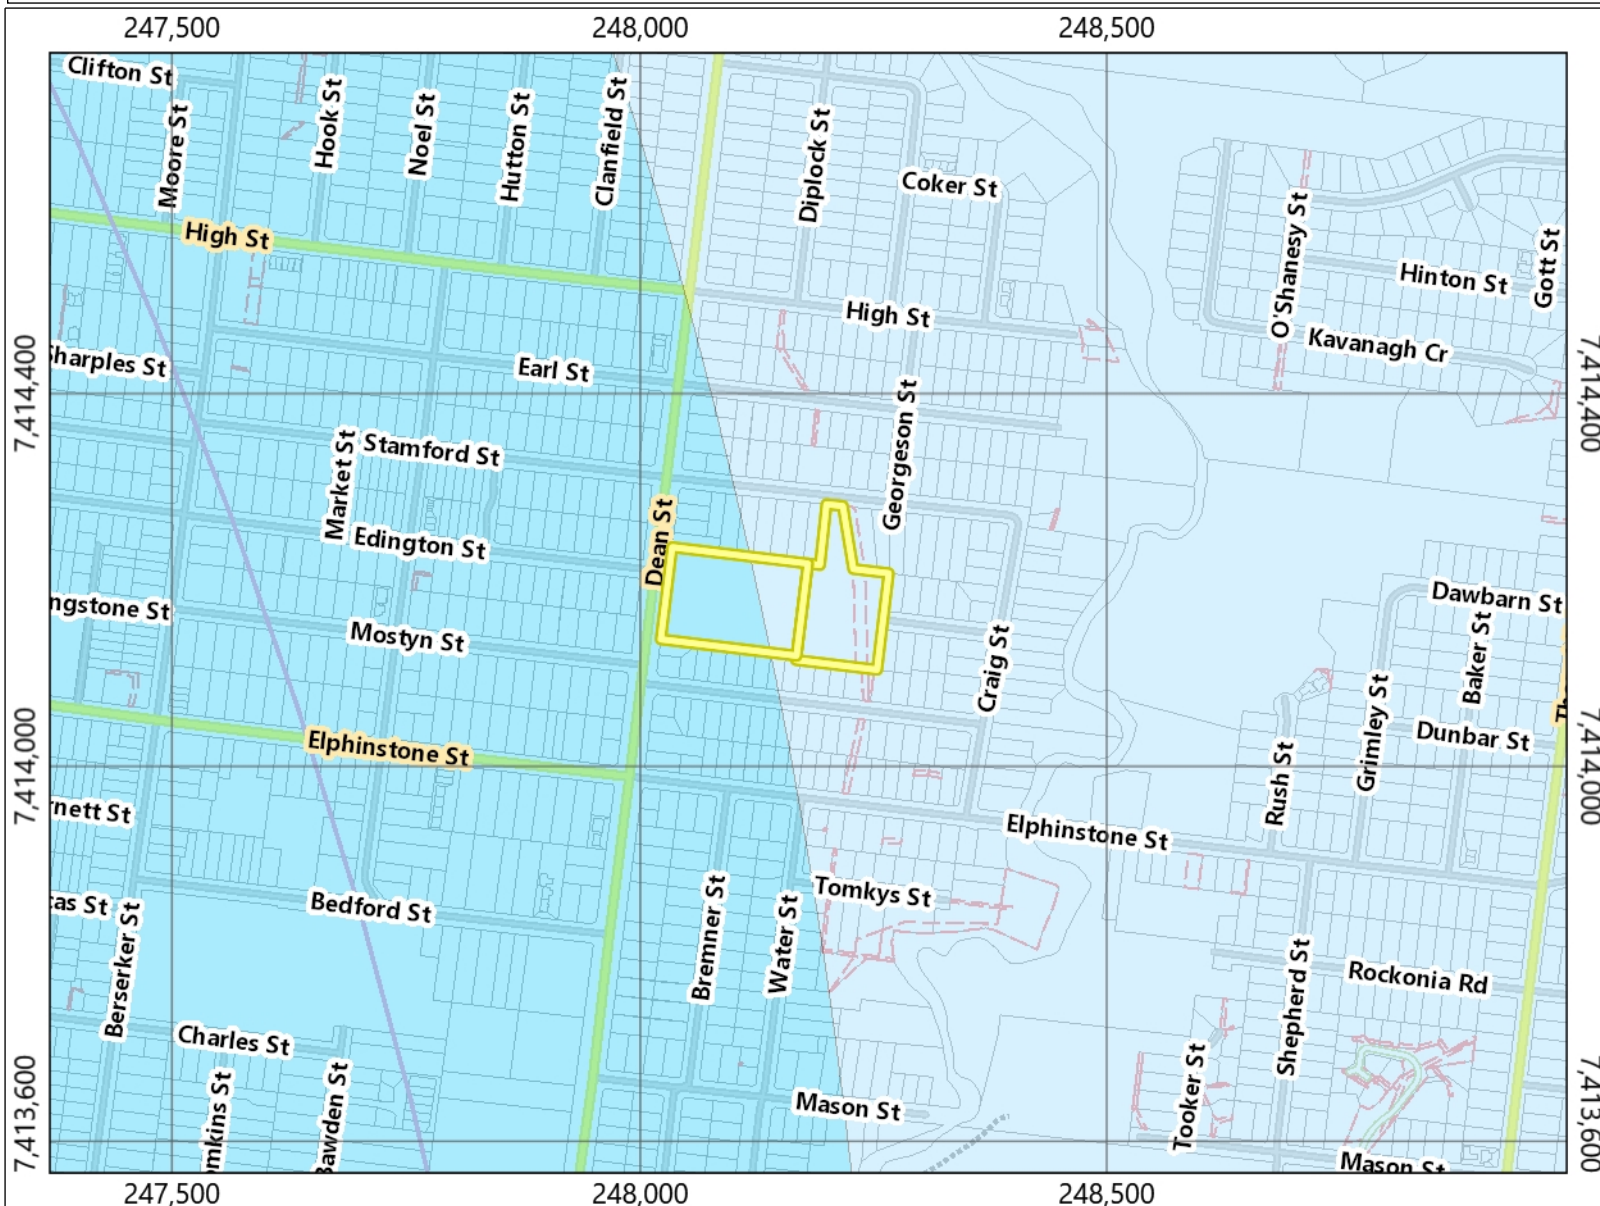 247,500
248,000
248,500
Clifton St
Moore St
Hook St
Noel St
Hutton St
Clanfield St
Diplock St
Coker St
O'Shanesy St
Gott St
High St
Hinton St
High St
Kavanagh Cr
7,414,400
Sharples St
Earl St
7,414,400
Georgeson St
Market St
Stamford St
Dean St
Edington St
ngstone St
Mostyn St
Dawbarn St
Baker St
Craig St
Grimley St
Elphinstone St
Dunbar St
7,414,000
Rush St
7,414,000
rnett St
Elphinstone St
Tomkys St
cas St
Bedford St
Berserker St
Bremner St
Water St
Shepherd St
Rockonia Rd
Charles St
Tooker St
7,413,600
omkins St
Bawden St
Mason St
7,413,600
Mason St
247,500
248,000
248,500